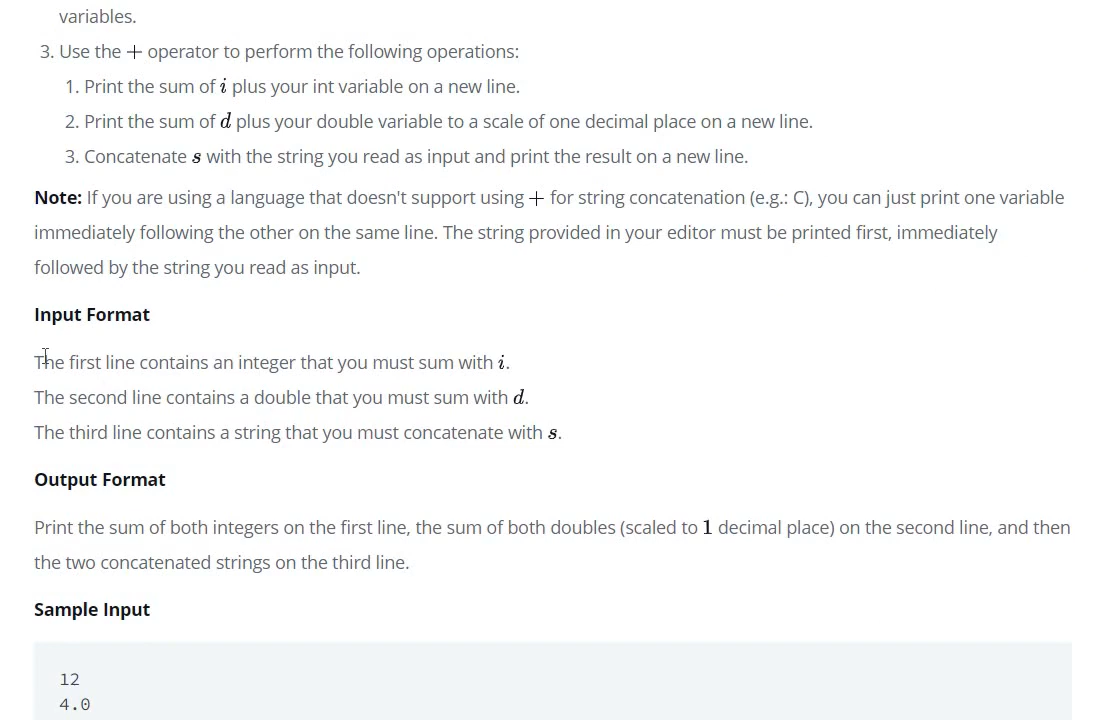 variables.
3. Use the + operator to perform the following operations:
1. Print the sum of i plus your int variable on a new line.
2. Print the sum of d plus your double variable to a scale of one decimal place on a new line.
3. Concatenate s with the string you read as input and print the result on a new line.
Note: If you are using a language that doesn't support using + for string concatenation (e.g.: C), you can just print one variable
immediately following the other on the same line. The string provided in your editor must be printed first, immediately
followed by the string you read as input.
Input Format
The first line contains an integer that you must sum with i.
The second line contains a double that you must sum with d.
The third line contains a string that you must concatenate with s.
Output Format
Print the sum of both integers on the first line, the sum of both doubles (scaled to 1 decimal place) on the second line, and then
the two concatenated strings on the third line.
Sample Input
12
4.0